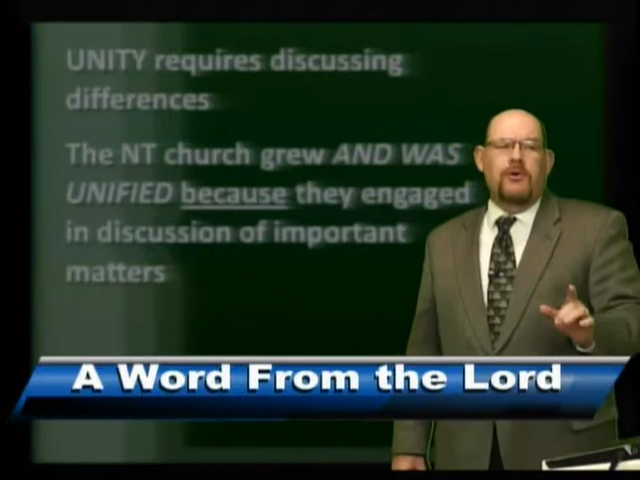 UNITY requires discussing
differences
The NT church grew AND WAS
UNIFIED because they engaged
in discussion of important
matters
A Word From the Lord